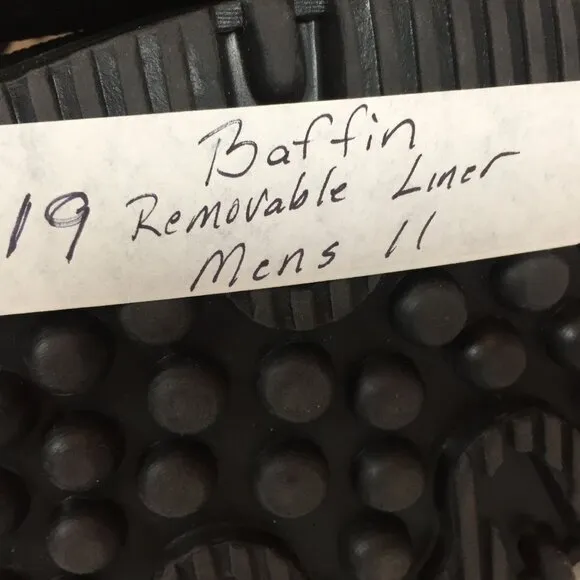 Baffin
19 Removable Liner
Mens 11